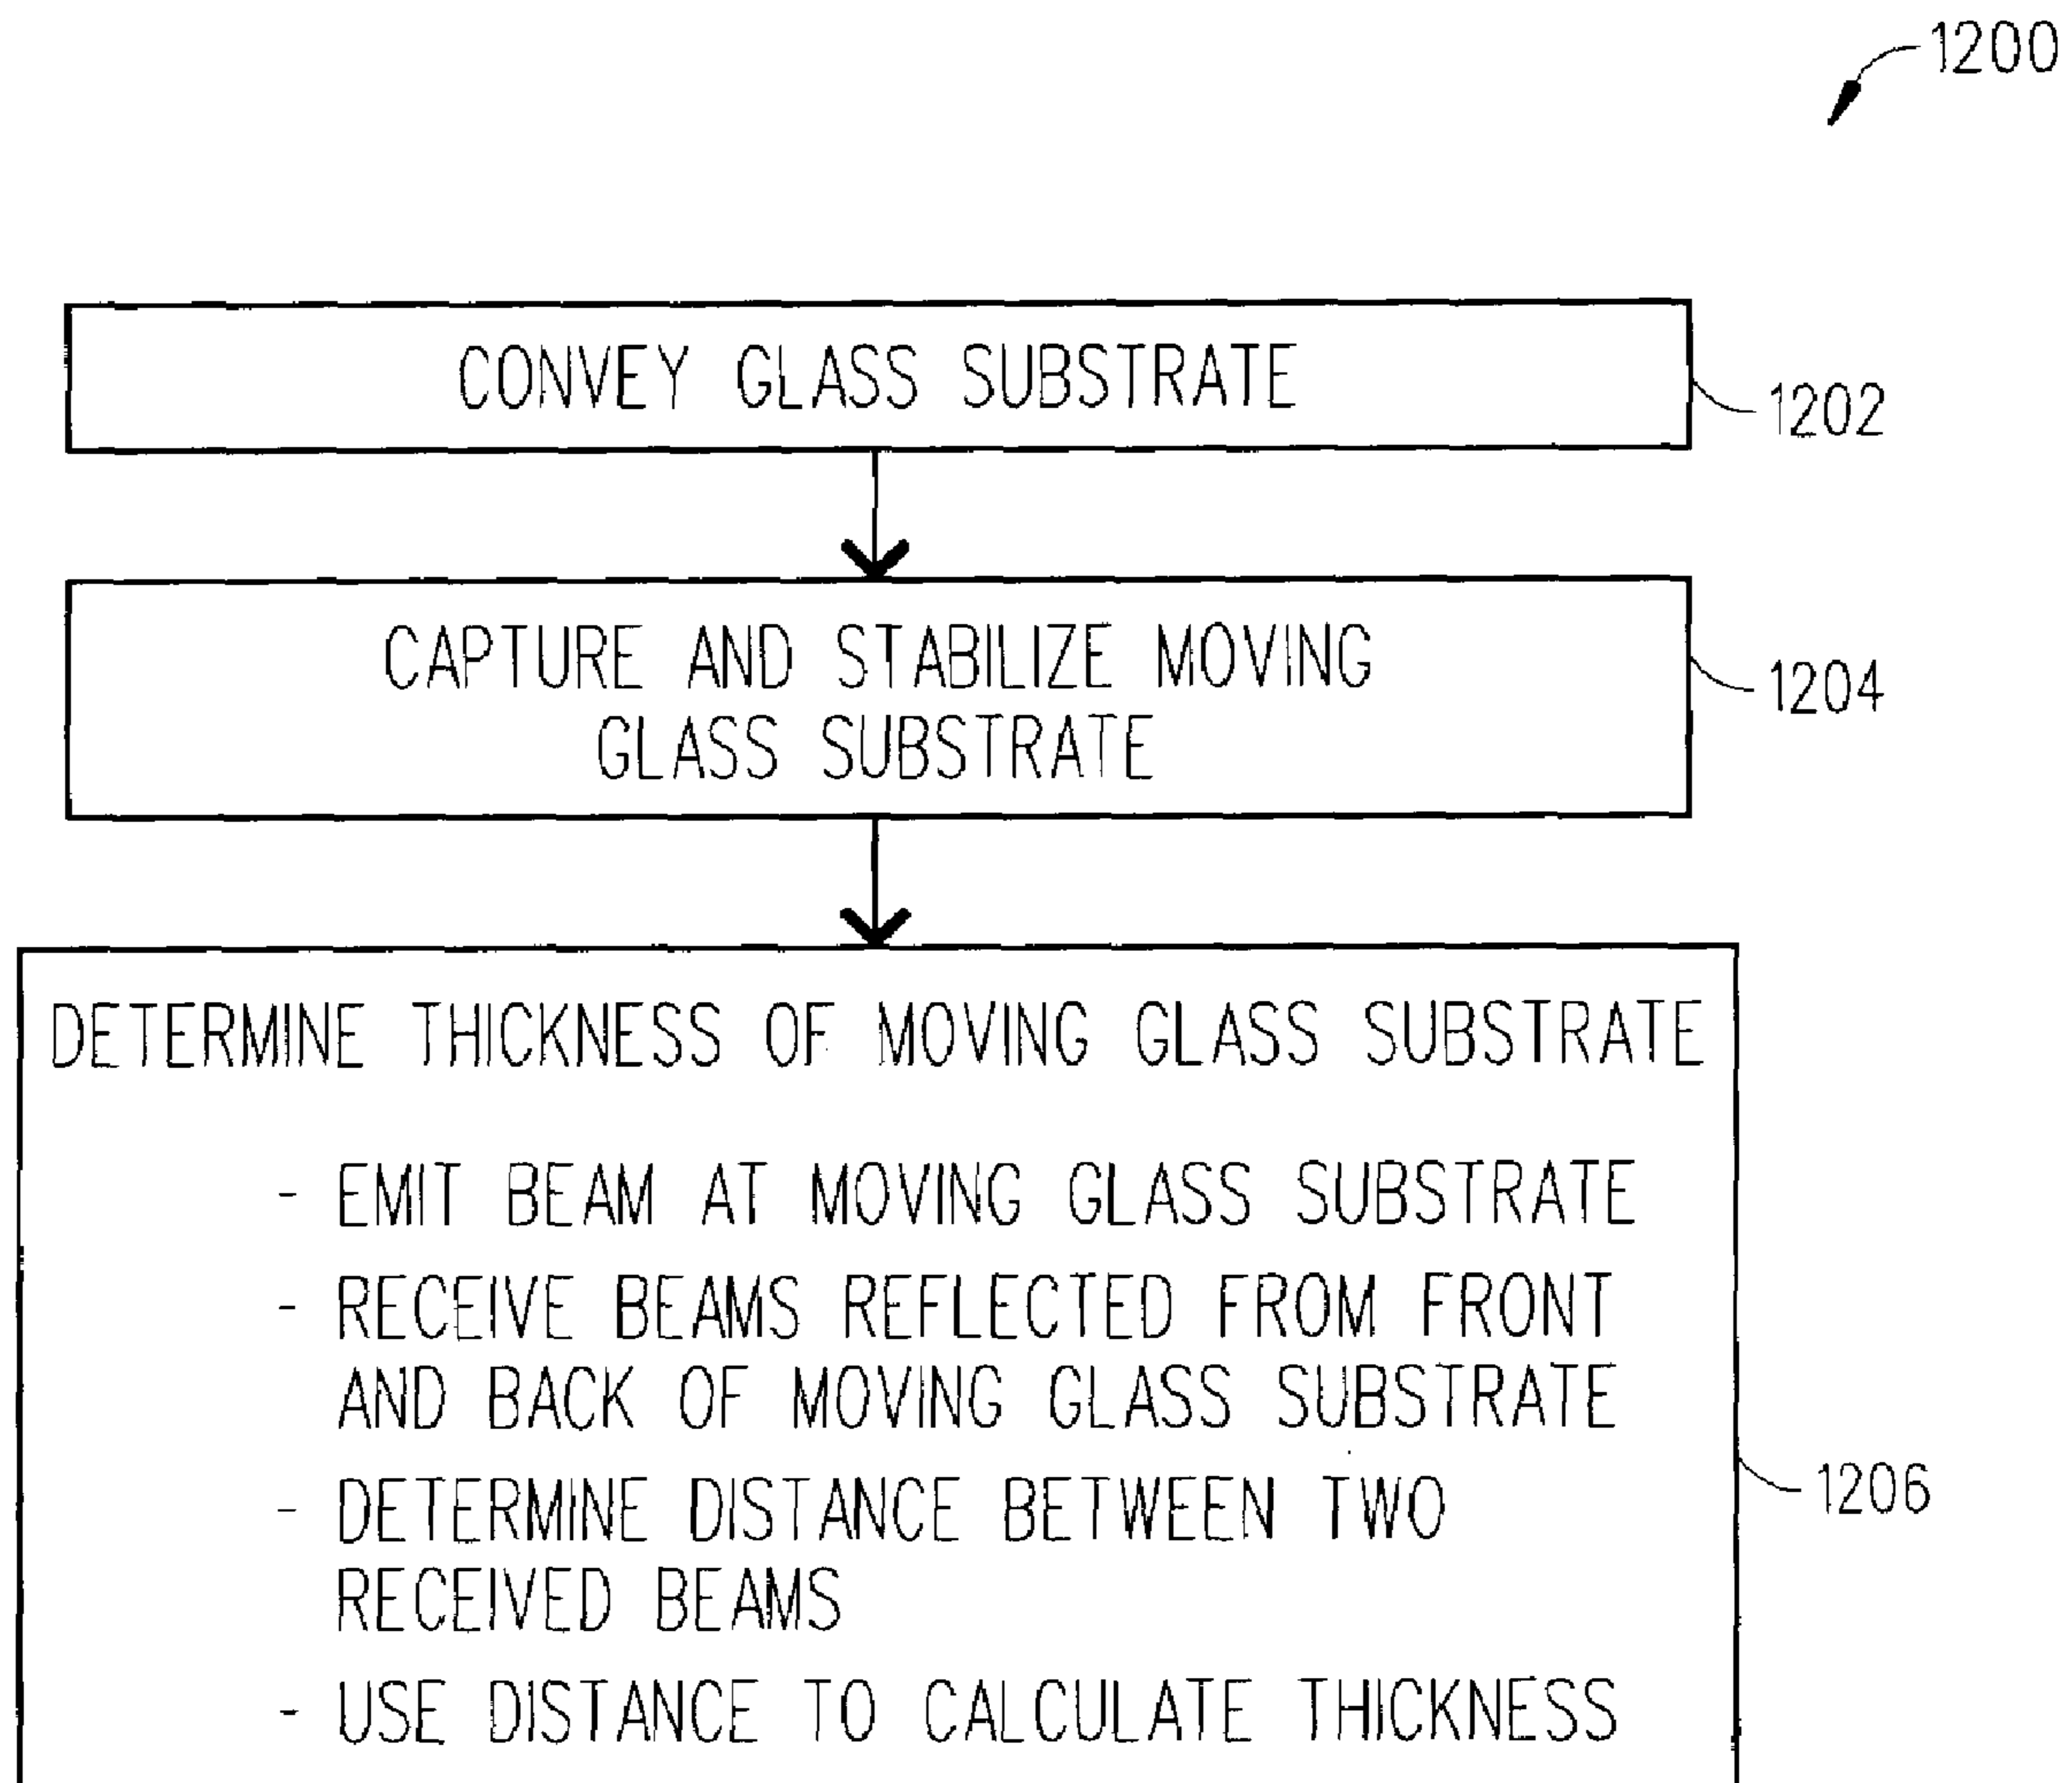 1200
CONVEY GLASS SUBSTRATE
1202
CAPTURE AND STABILIZE MOVING
GLASS SUBSTRATE
1204
DETERMINE THICKNESS OF MOVING GLASS SUBSTRATE
- EMIT BEAM AT MOVING GLASS SUBSTRATE
- RECEIVE BEAMS REFLECTED FROM FRONT
AND BACK OF MOVING GLASS SUBSTRATE
- DETERMINE DISTANCE BETWEEN TWO
RECEIVED BEAMS
- USE DISTANCE TO CALCULATE THICKNESS
1206